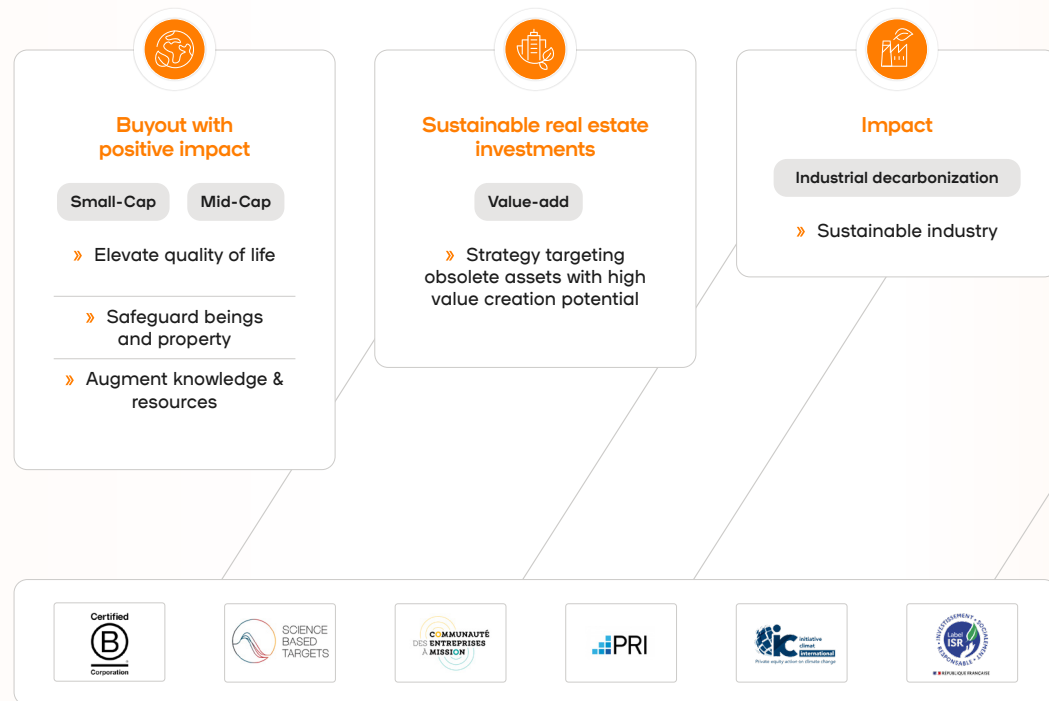 Buyout with
positive impact
Small-Cap
Mid-Cap
» Elevate quality of life
» Safeguard beings
and property
» Augment knowledge &
resources
Sustainable real estate
investments
Value-add
» Strategy targeting
obsolete assets with high
value creation potential
Impact
Industrial decarbonization
» Sustainable industry
Certified
B
Corporation
SCIENCE
BASED
TARGETS
COMMUNAUTÉ
DES ENTREPRISES
À MISSION
PRI
iC
initiative
climat
international
Private equity action on climate change
INVESTISSEMENT SOCIALEMENT RESPONSABLE
Label
ISR
RÉPUBLIQUE FRANÇAISE